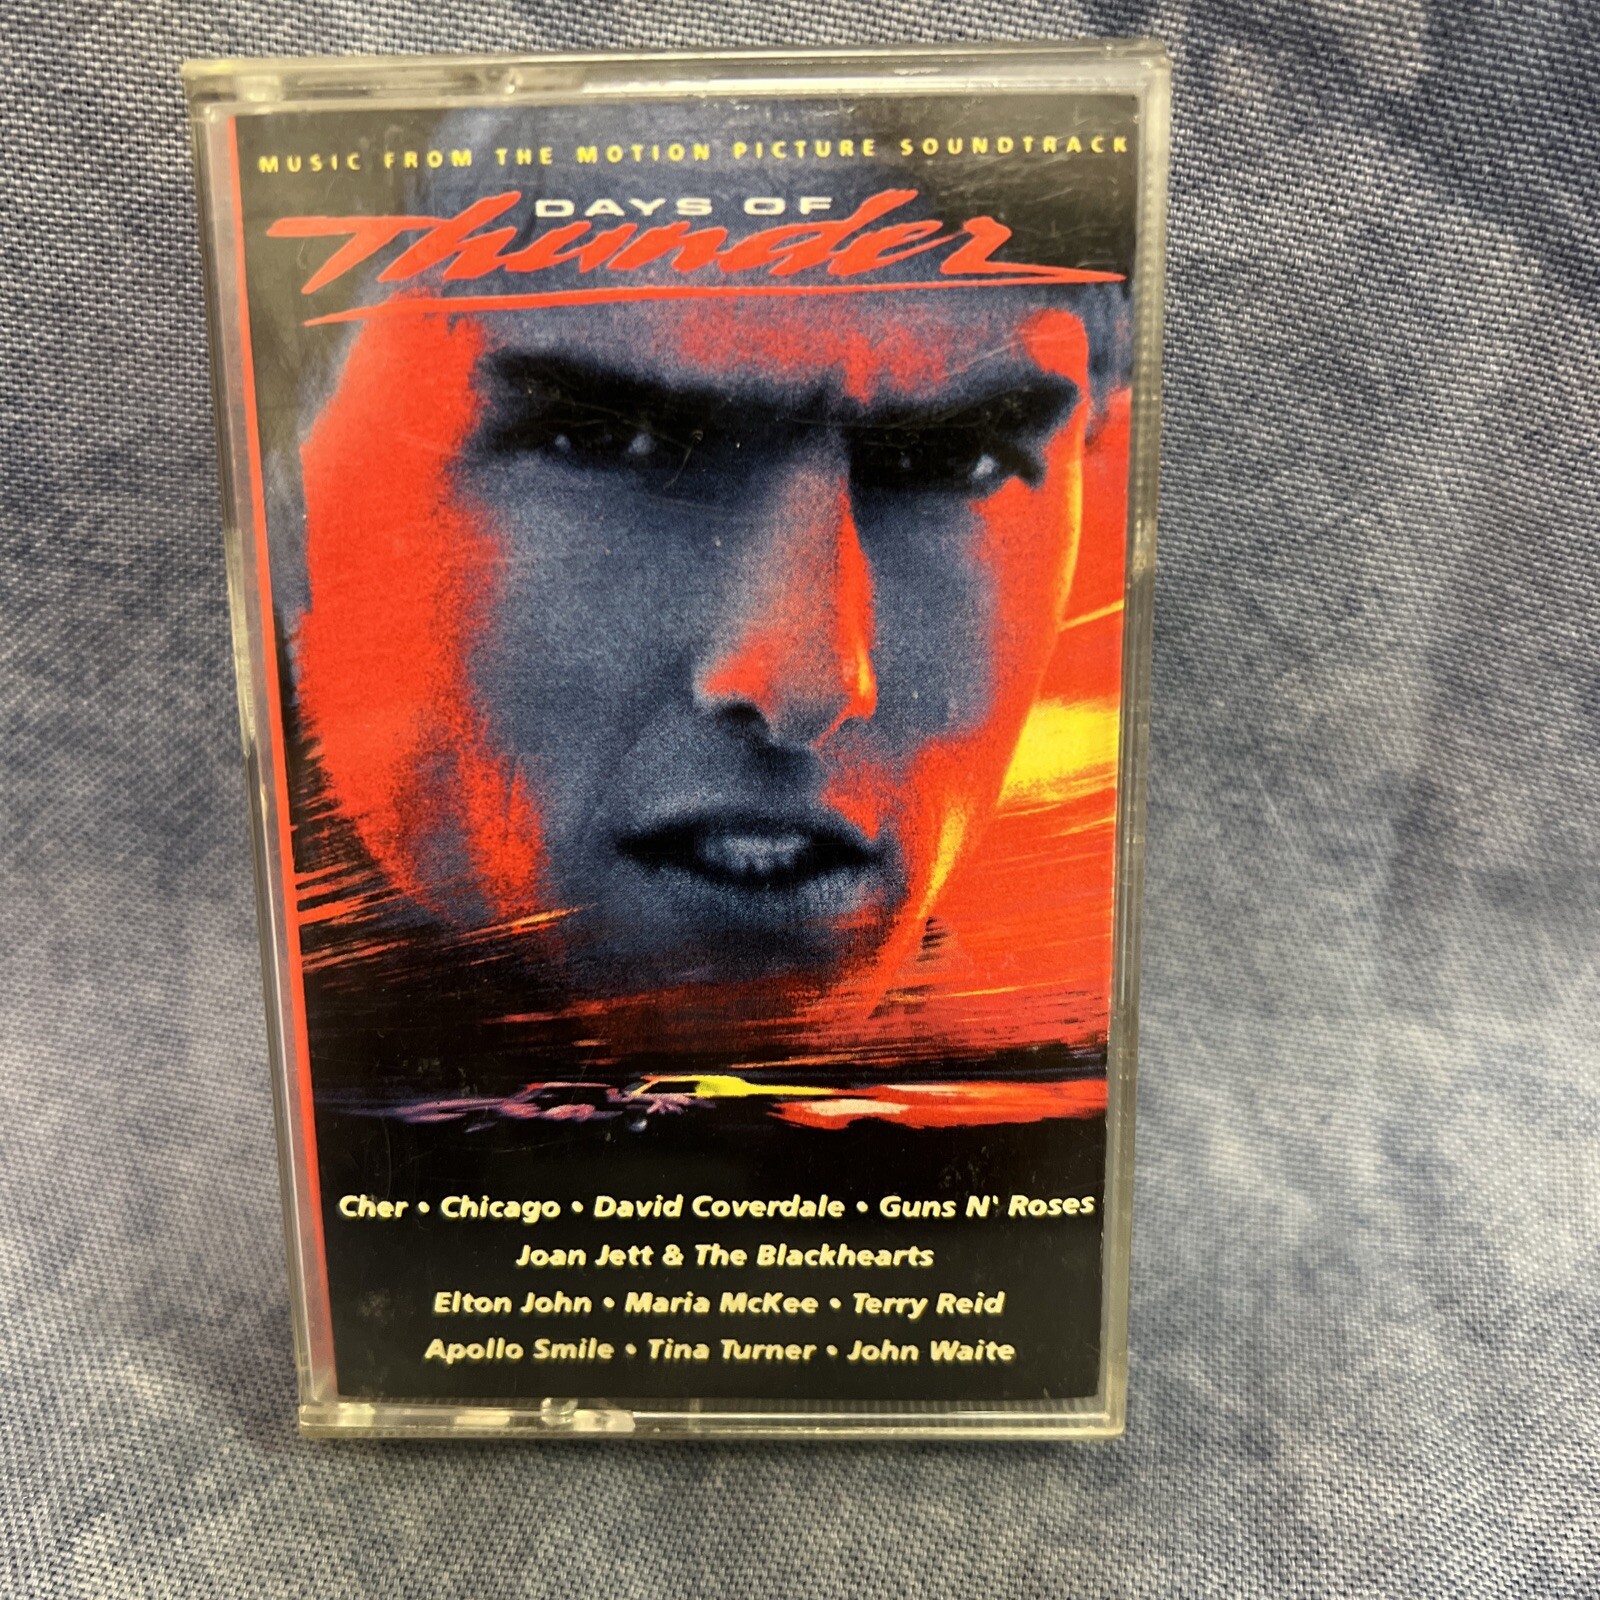 MUSIC FROM THE MOTION PICTURE SOUNDTRACK
DAYS OF
Thunder
Cher • Chicago • David Coverdale • Guns N' Roses
Joan Jett & The Blackhearts
Elton John • Maria McKee • Terry Reid
Apollo Smile • Tina Turner • John Waite